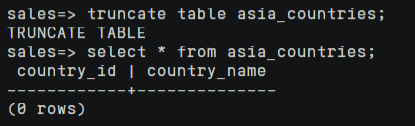 sales=> truncate table asia_countries;
TRUNCATE TABLE
sales=> select * from asia_countries;
 country_id | country_name
------------+--------------
(0 rows)